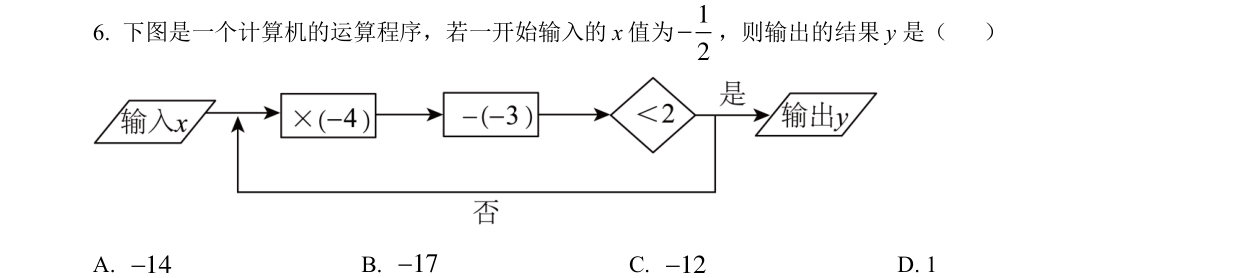 6. 下图是一个计算机的运算程序，若一开始输入的 x 值为 −1/2，则输出的结果 y 是（  ）
输入x ×(−4) −(−3) ＜2 是 输出y
否
A. −14 B. −17 C. −12 D. 1